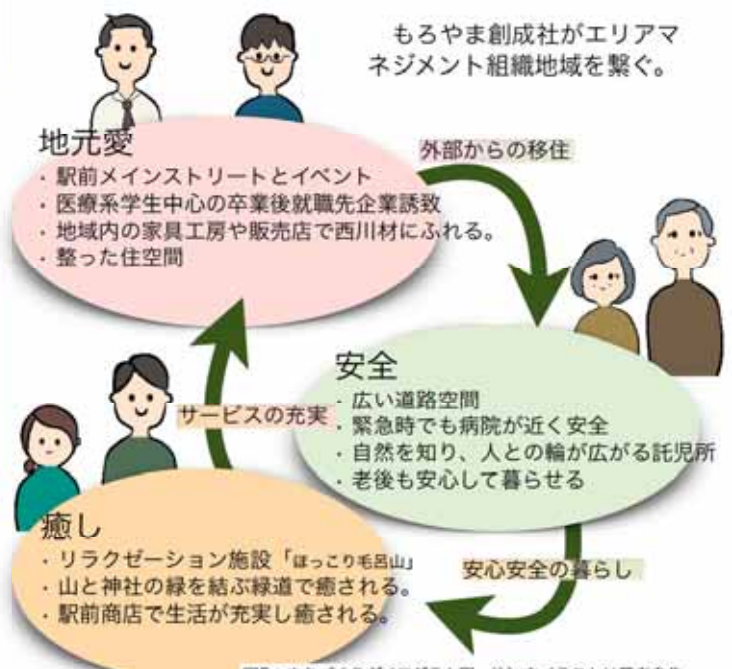 もろやま創成社がエリアマ
ネジメント組織地域を繋ぐ。
地元愛
・駅前メインストリートとイベント
・医療系学生中心の卒業後就職先企業誘致
・地域内の家具工房や販売店で西川材にふれる。
・整った住空間
外部からの移住
安全
・広い道路空間
・緊急時でも病院が近く安全
・自然を知り、人との輪が広がる託児所
・老後も安心して暮らせる
サービスの充実
癒し
・リラクゼーション施設「ほっこり毛呂山」
・山と神社の緑を結ぶ緑道で癒される。
・駅前商店で生活が充実し癒される。
安心安全の暮らし